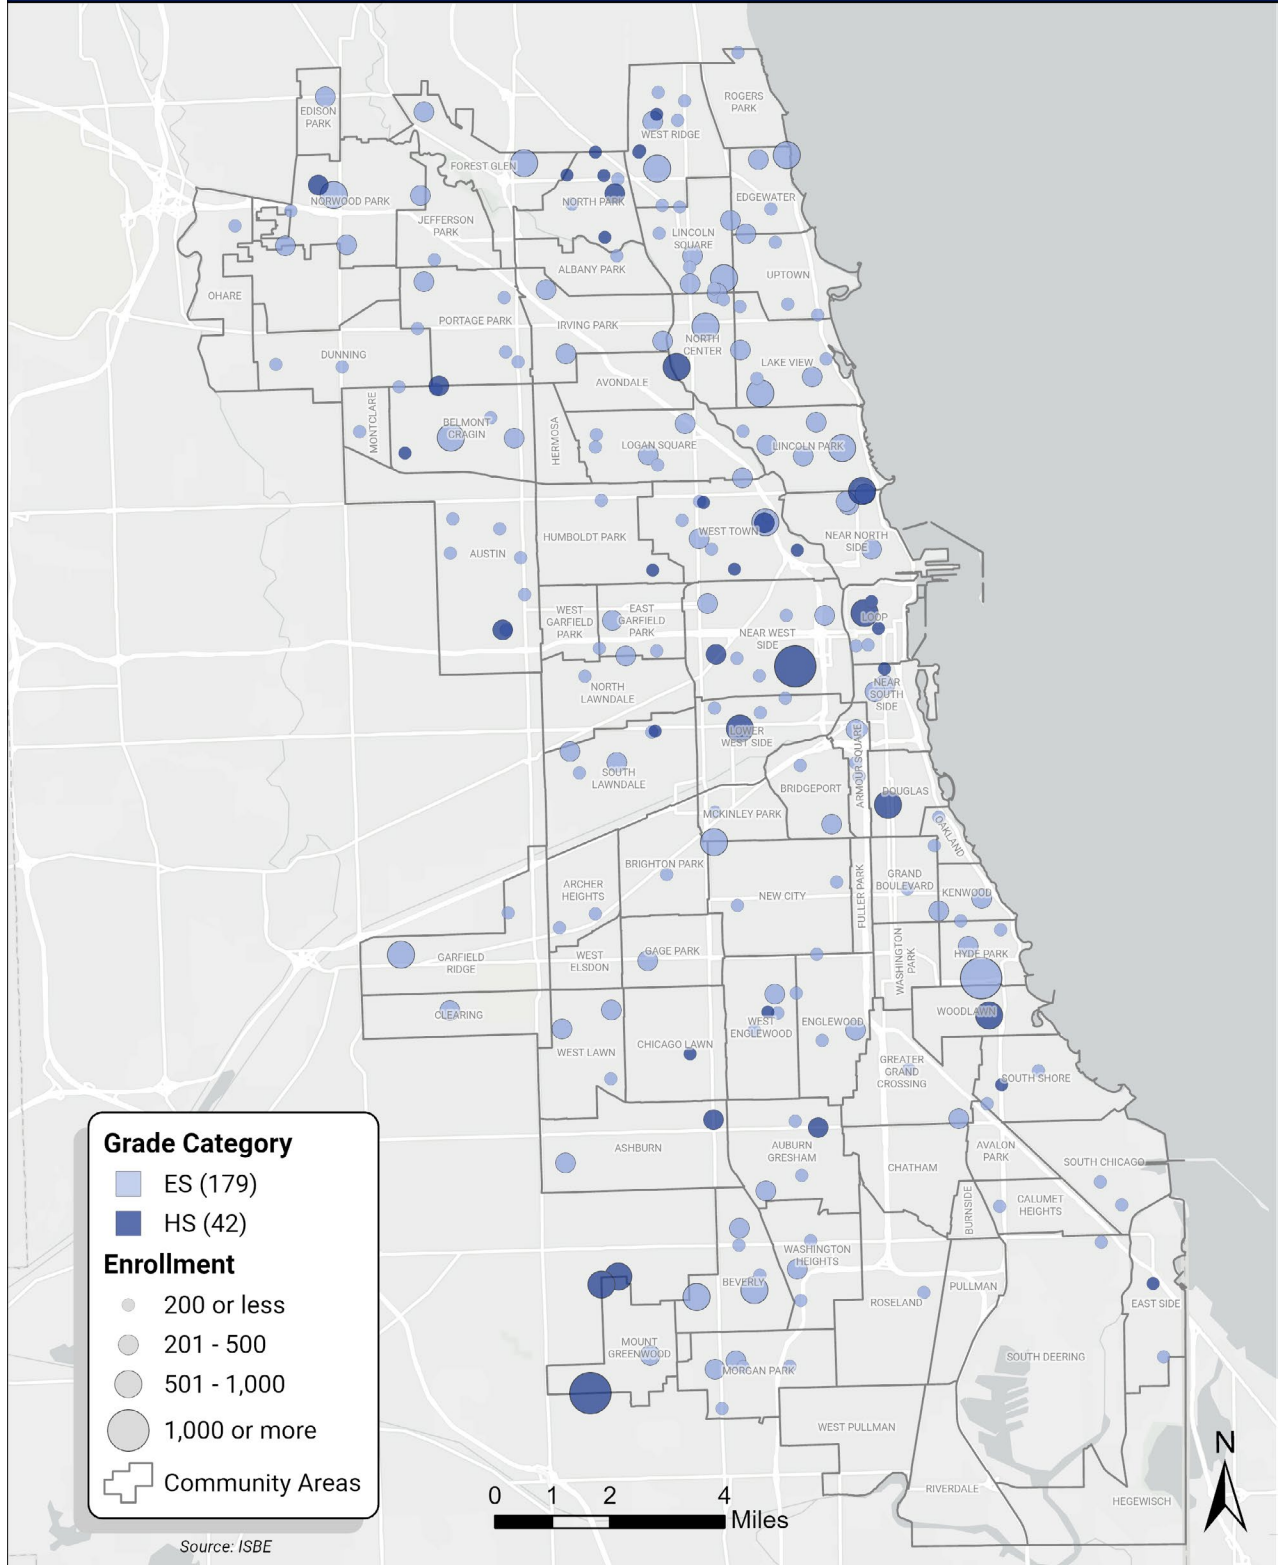 ROGERS
PARK
EDISON
PARK
WEST RIDGE
FOREST GLEN
NORWOOD PARK
NORTH PARK
EDGEWATER
JEFFERSON
PARK
LINCOLN
SQUARE
ALBANY PARK
UPTOWN
OHARE
PORTAGE PARK
IRVING PARK
NORTH
CENTER
DUNNING
LAKE VIEW
AVONDALE
MONTCLARE
BELMONT
CRAGIN
HERMOSA
LOGAN SQUARE
LINCOLN PARK
HUMBOLDT PARK
WEST TOWN
NEAR NORTH
SIDE
AUSTIN
WEST
GARFIELD
PARK
EAST
GARFIELD
PARK
LOOP
NEAR WEST
SIDE
NORTH
LAWNDALE
NEAR
SOUTH
SIDE
LOWER
WEST SIDE
SOUTH
LAWNDALE
ARMOUR SQUARE
BRIDGEPORT
DOUGLAS
MCKINLEY PARK
OAKLAND
BRIGHTON PARK
ARCHER
HEIGHTS
NEW CITY
FULLER PARK
GRAND
BOULEVARD
KENWOOD
GARFIELD
RIDGE
WEST
ELSDON
GAGE PARK
WASHINGTON
PARK
HYDE PARK
CLEARING
WOODLAWN
WEST
ENGLEWOOD
ENGLEWOOD
WEST LAWN
CHICAGO LAWN
GREATER
GRAND
CROSSING
SOUTH SHORE
ASHBURN
AUBURN
GRESHAM
AVALON
PARK
CHATHAM
SOUTH CHICAGO
BURNSIDE
CALUMET
HEIGHTS
WASHINGTON
HEIGHTS
BEVERLY
PULLMAN
ROSELAND
EAST SIDE
MOUNT
GREENWOOD
SOUTH DEERING
MORGAN PARK
WEST PULLMAN
RIVERDALE
HEGEWISCH
Grade Category
ES (179)
HS (42)
Enrollment
200 or less
201 - 500
501 - 1,000
1,000 or more
Community Areas
Source: ISBE
0 1 2 4
Miles
N